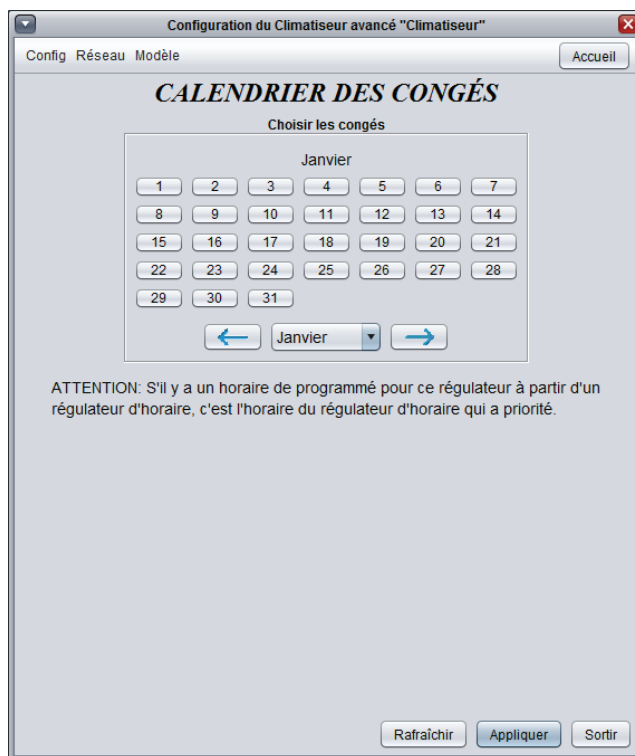 Configuration du Climatiseur avancé "Climatiseur"
Config Réseau Modèle Accueil
CALENDRIER DES CONGÉS
Choisir les congés
Janvier
1 2 3 4 5 6 7
8 9 10 11 12 13 14
15 16 17 18 19 20 21
22 23 24 25 26 27 28
29 30 31
Janvier
ATTENTION: S'il y a un horaire de programmé pour ce régulateur à partir d'un
régulateur d'horaire, c'est l'horaire du régulateur d'horaire qui a priorité.
Rafraîchir Appliquer Sortir